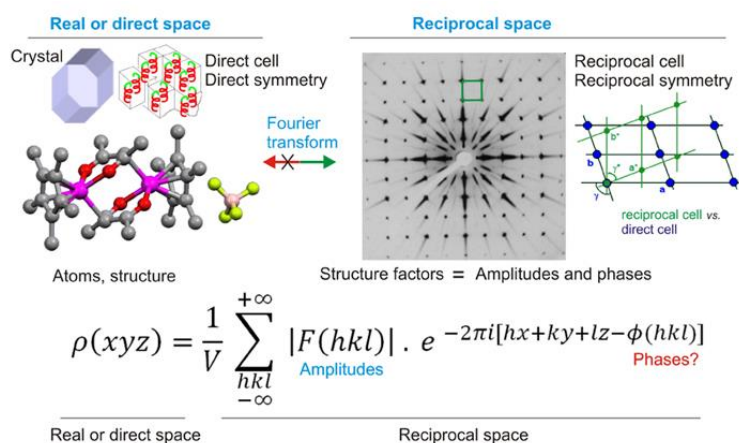 Real or direct space
Reciprocal space
Crystal
Direct cell
Direct symmetry
Fourier
transform
Reciprocal cell
Reciprocal symmetry
b*
b
γ*
a*
γ
a
reciprocal cell vs.
direct cell
Atoms, structure
Structure factors = Amplitudes and phases
ρ(xyz) = 1/V ∑ hkl −∞ +∞ |F(hkl)| . e −2πi[hx+ky+lz−ϕ(hkl)]
Amplitudes
Phases?
Real or direct space
Reciprocal space